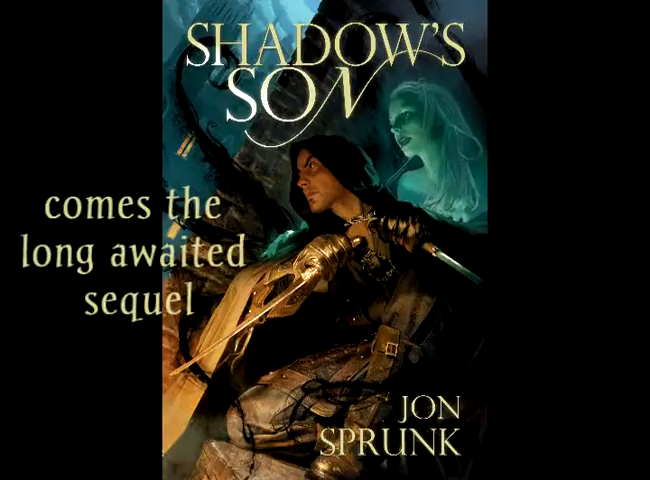 SHADOW'S
SON
comes the
long awaited
sequel
JON
SPRUNK